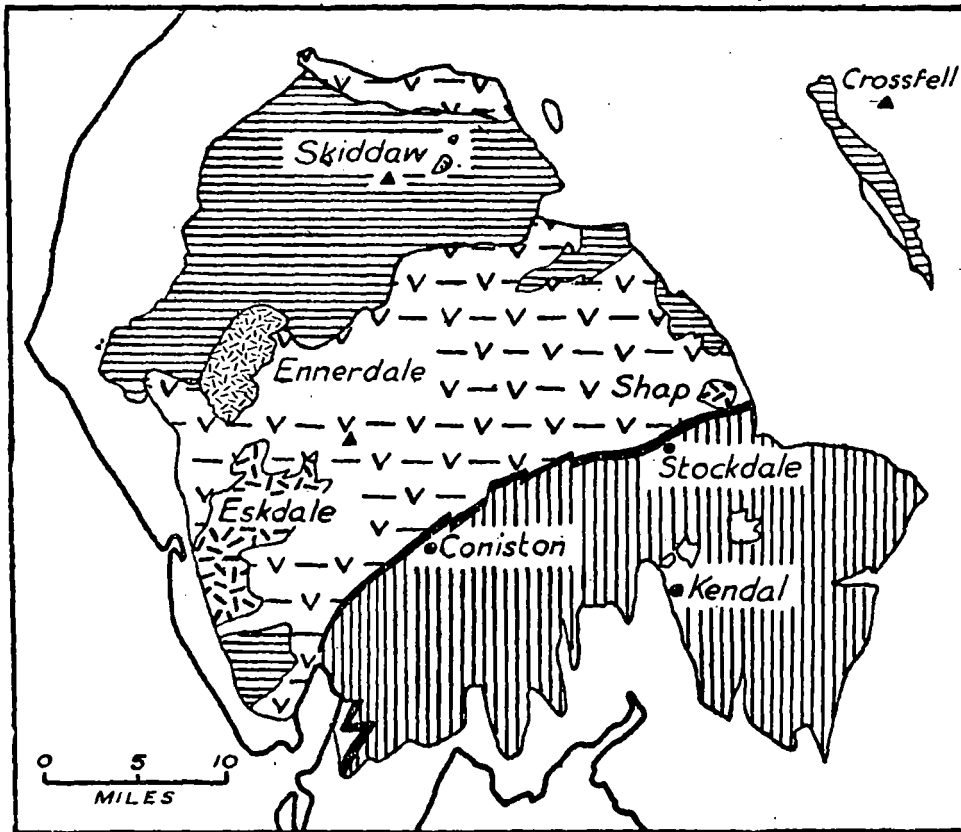 Crossfell
Skiddaw
Ennerdale
Shap
Stockdale
Eskdale
Coniston
Kendal
0 5 10
MILES